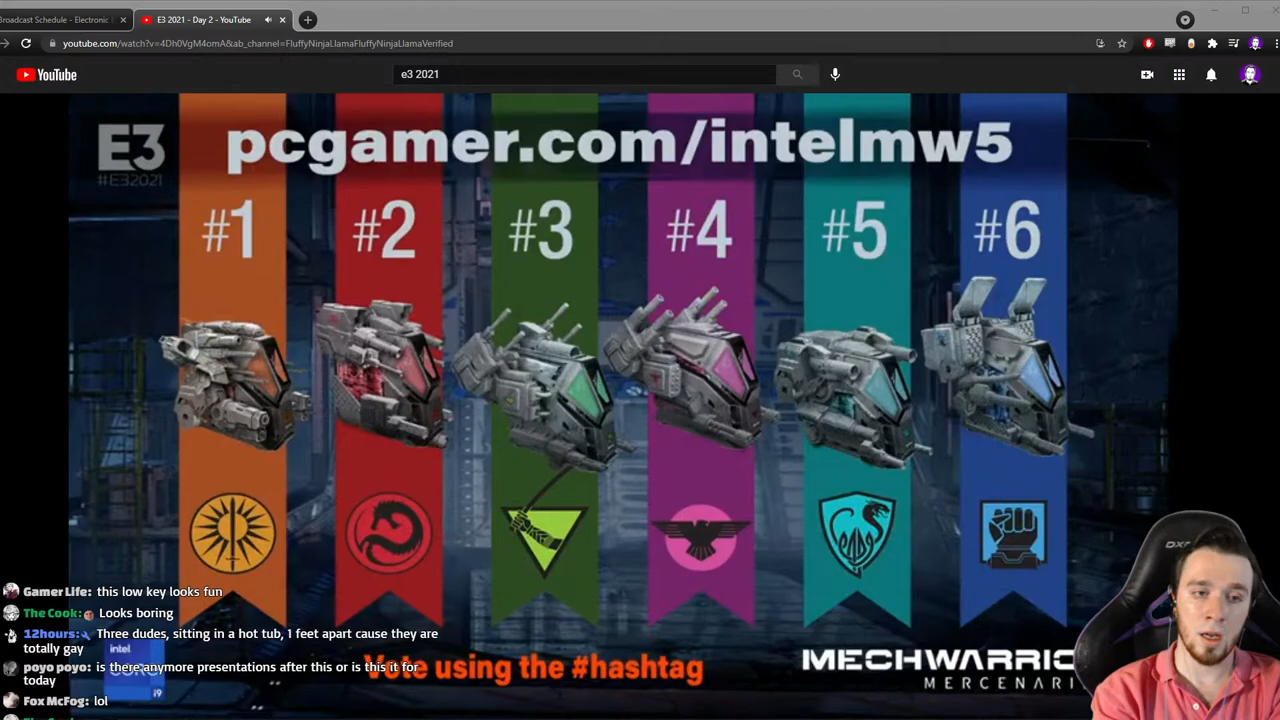 Broadcast Schedule - Electronic
E3 2021 - Day 2 - YouTube
youtube.com/watch?v=4Dh0VgM4omA&ab_channel=FluffyNinjaLlamaFluffyNinjaLlamaVerified
YouTube
e3 2021
E3
#E32021
pcgamer.com/intelmw5
#1
#2
#3
#4
#5
#6
Gamer Life: this low key looks fun
The Cook: Looks boring
12hours: Three dudes, sitting in a hot tub, 1 feet apart cause they are
totally gay
poyo poyo: is there anymore presentations after this or is this it for
today
Fox McFog: lol
intel
CORE
i9
Vote using the #hashtag
MECHWARRIO
MERCENARI
DXR